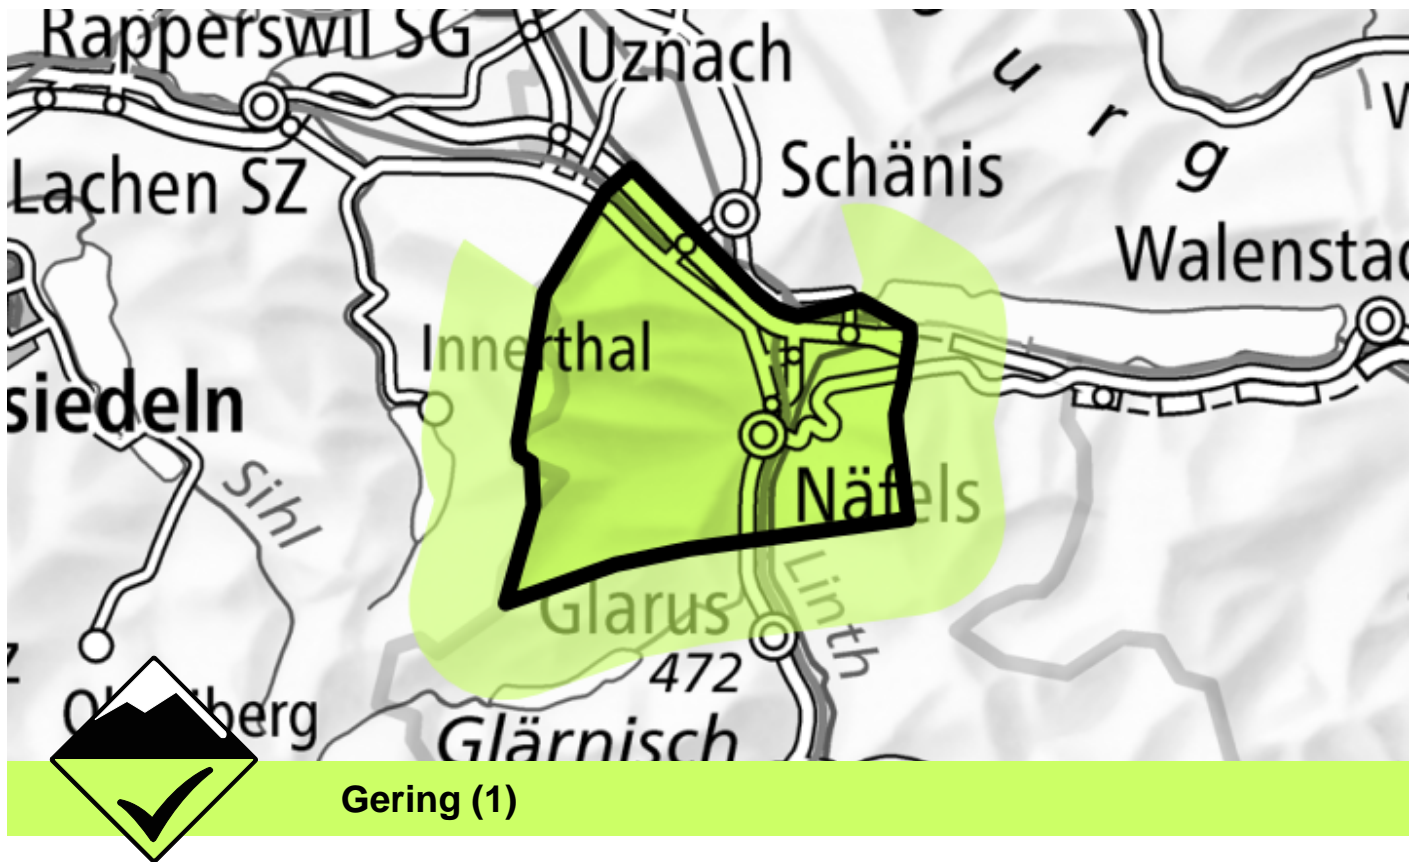 Rapperswil SG
Uznach
u r g
Schänis
Lachen SZ
Walenstad
Innerthal
siedeln
Sihl
Näfels
Linth
Glarus
472
Glärnisch
Gering (1)